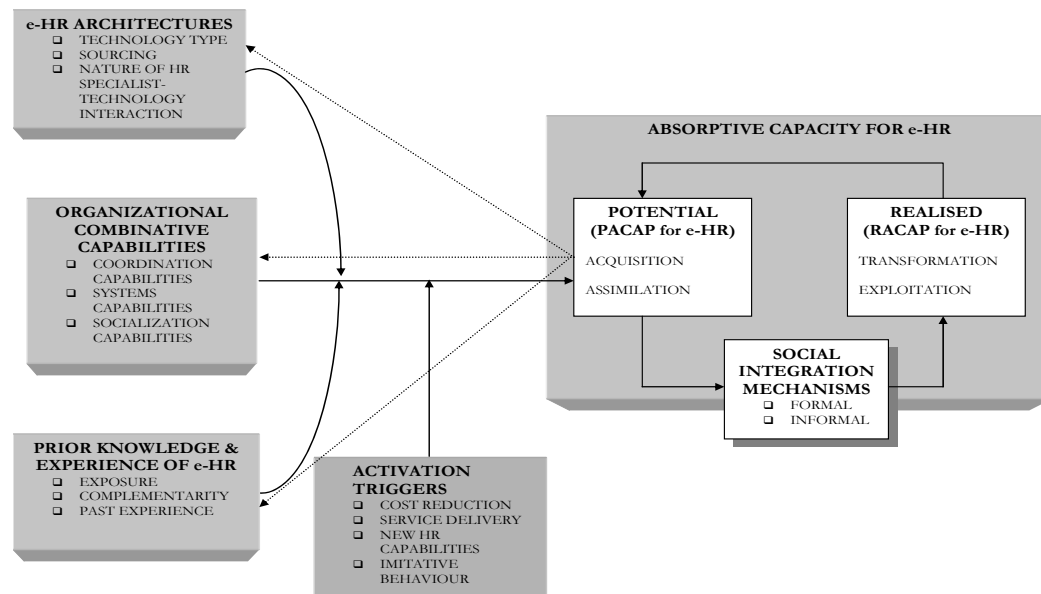 e-HR ARCHITECTURES
❑ TECHNOLOGY TYPE
❑ SOURCING
❑ NATURE OF HR
SPECIALIST-
TECHNOLOGY
INTERACTION
ORGANIZATIONAL
COMBINATIVE
CAPABILITIES
❑ COORDINATION
CAPABILITIES
❑ SYSTEMS
CAPABILITIES
❑ SOCIALIZATION
CAPABILITIES
PRIOR KNOWLEDGE &
EXPERIENCE OF e-HR
❑ EXPOSURE
❑ COMPLEMENTARITY
❑ PAST EXPERIENCE
ACTIVATION
TRIGGERS
❑ COST REDUCTION
❑ SERVICE DELIVERY
❑ NEW HR
CAPABILITIES
❑ IMITATIVE
BEHAVIOUR
ABSORPTIVE CAPACITY FOR e-HR
POTENTIAL
(PACAP for e-HR)
ACQUISITION
ASSIMILATION
REALISED
(RACAP for e-HR)
TRANSFORMATION
EXPLOITATION
SOCIAL
INTEGRATION
MECHANISMS
❑ FORMAL
❑ INFORMAL